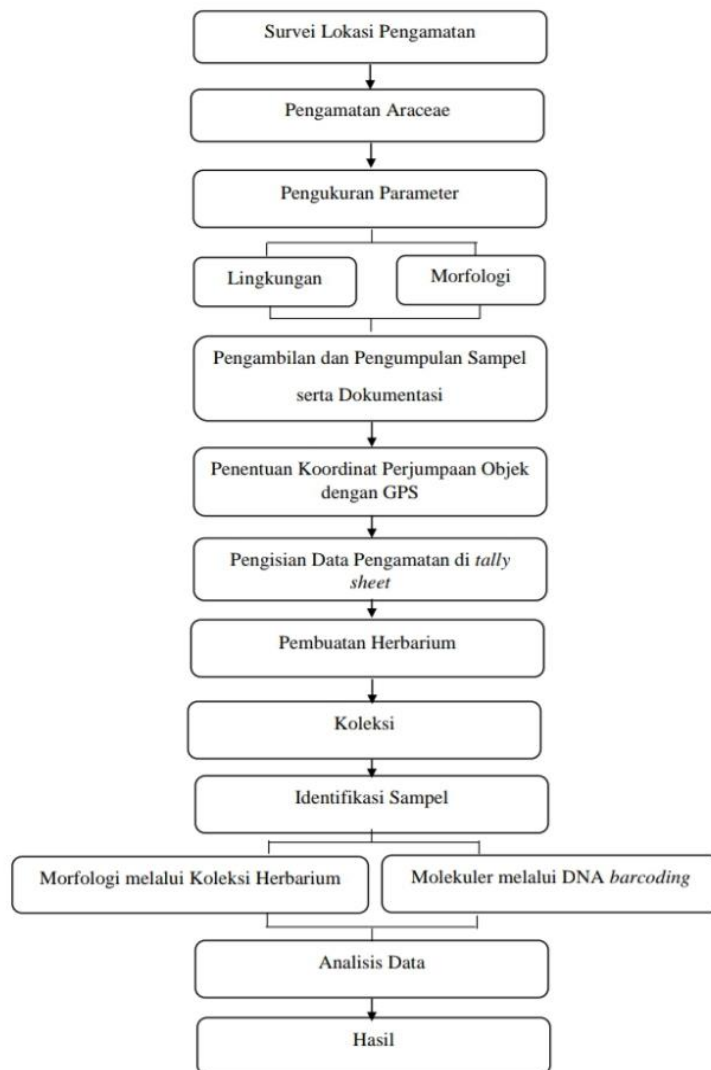 Survei Lokasi Pengamatan
Pengamatan Araceae
Pengukuran Parameter
Lingkungan
Morfologi
Pengambilan dan Pengumpulan Sampel
serta Dokumentasi
Penentuan Koordinat Perjumpaan Objek
dengan GPS
Pengisian Data Pengamatan di tally
sheet
Pembuatan Herbarium
Koleksi
Identifikasi Sampel
Morfologi melalui Koleksi Herbarium
Molekuler melalui DNA barcoding
Analisis Data
Hasil